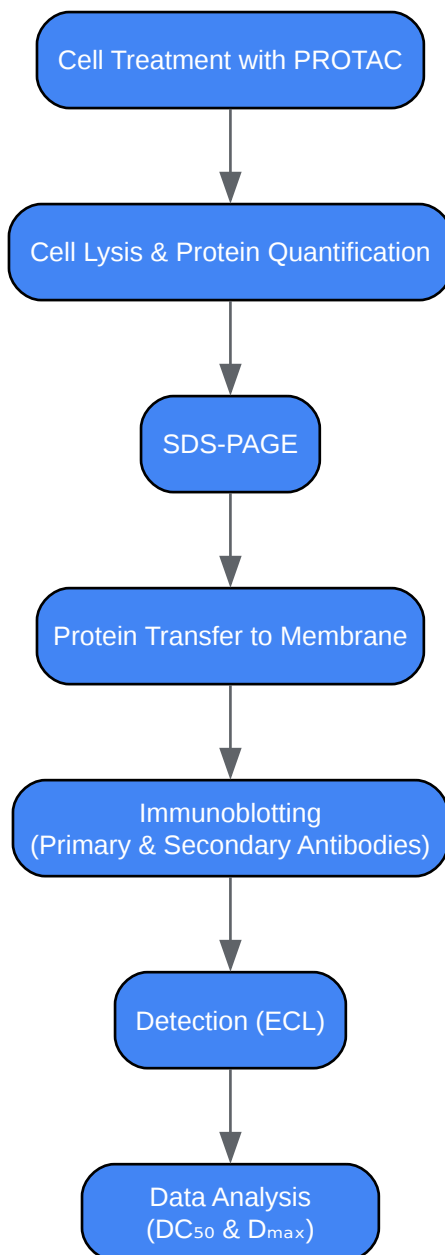 Cell Treatment with PROTAC
Cell Lysis & Protein Quantification
SDS-PAGE
Protein Transfer to Membrane
Immunoblotting
(Primary & Secondary Antibodies)
Detection (ECL)
Data Analysis
(DC₅₀ & Dₘₐₓ)